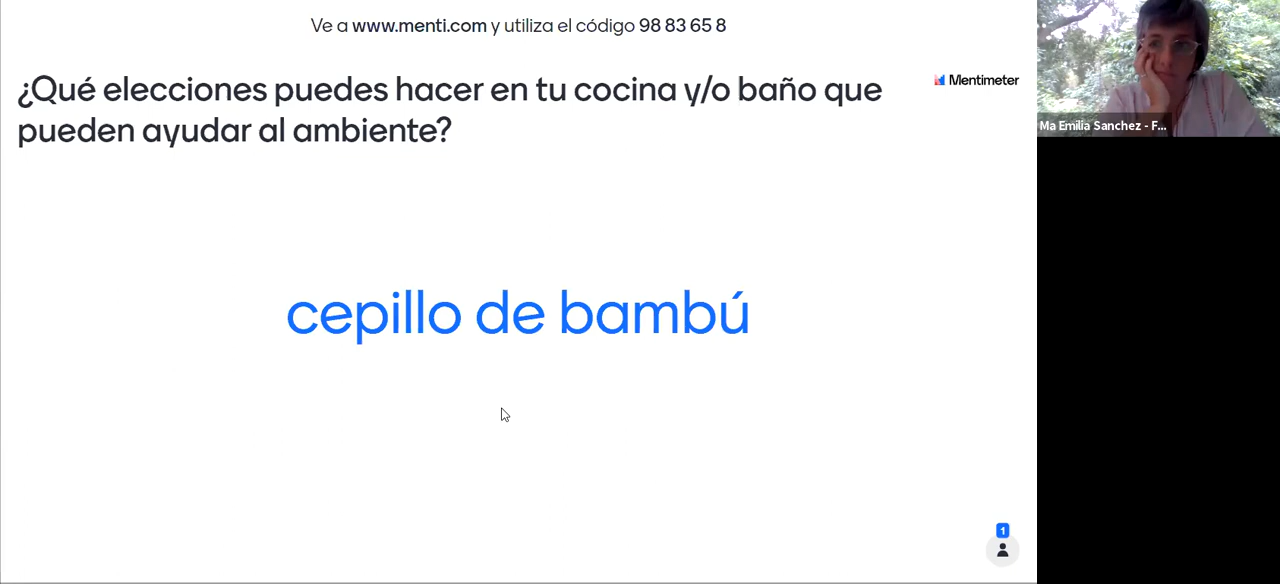 Ve a www.menti.com y utiliza el código 98 83 65 8
¿Qué elecciones puedes hacer en tu cocina y/o baño que
pueden ayudar al ambiente?
Mentimeter
Ma Emilia Sanchez - F...
cepillo de bambú
1